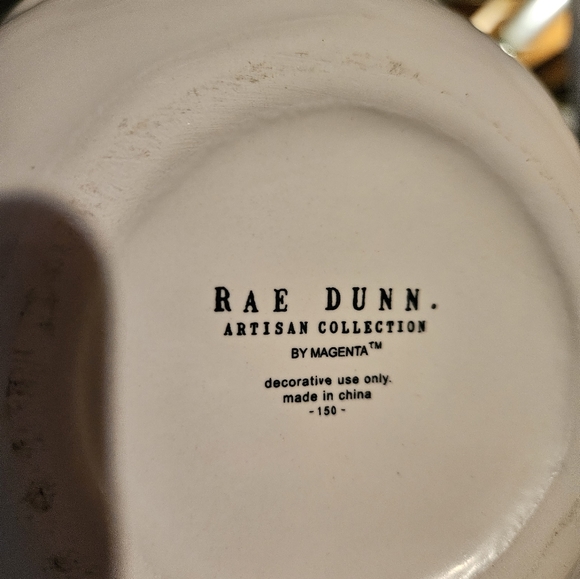 RAE DUNN.
ARTISAN COLLECTION
BY MAGENTA™
decorative use only.
made in china
-150-